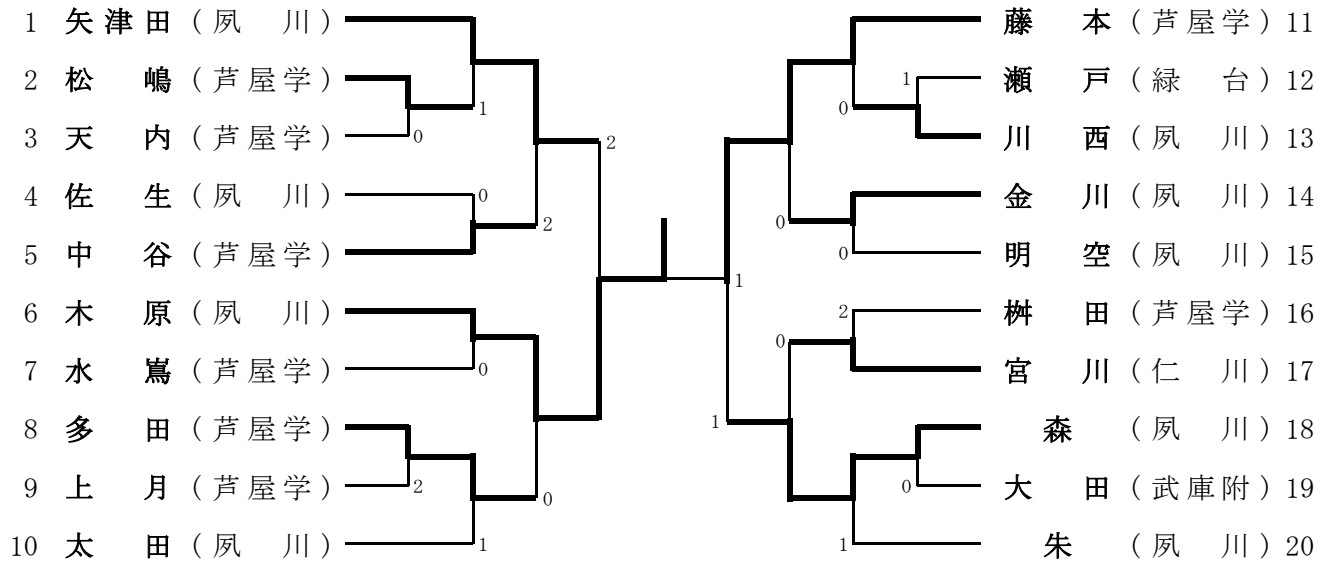 1 矢津田 (夙 川)
2 松 嶋 (芦屋学)
3 天 内 (芦屋学)
4 佐 生 (夙 川)
5 中 谷 (芦屋学)
6 木 原 (夙 川)
7 水 嶌 (芦屋学)
8 多 田 (芦屋学)
9 上 月 (芦屋学)
10 太 田 (夙 川)
1
0
2
0
2
0
2
0
1
1
1
0
0
0
2
0
1
0
1
藤 本 (芦屋学) 11
瀬 戸 (緑 台) 12
川 西 (夙 川) 13
金 川 (夙 川) 14
明 空 (夙 川) 15
桝 田 (芦屋学) 16
宮 川 (仁 川) 17
森 (夙 川) 18
大 田 (武庫附) 19
朱 (夙 川) 20